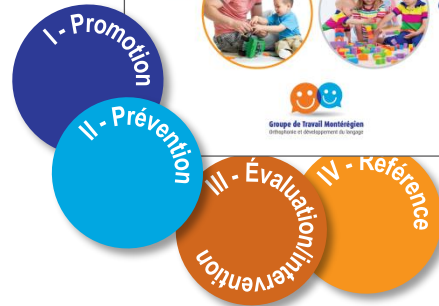 I - Promotion
II - Prévention
Groupe de Travail Montérégien
Orthophonie et développement du langage
III - Évaluation/intervention
IV - Référence